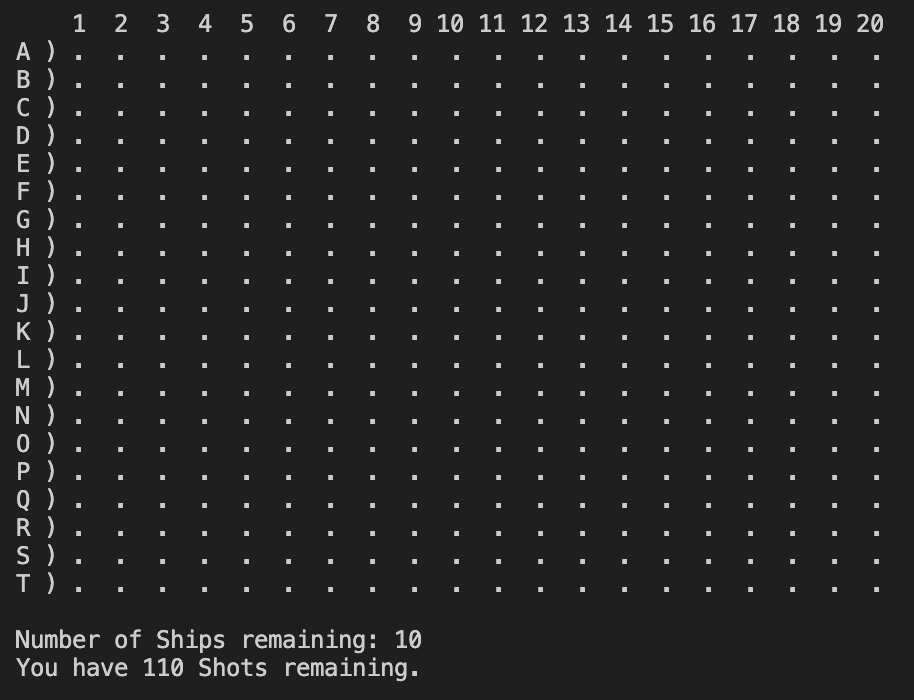 1 2 3 4 5 6 7 8 9 10 11 12 13 14 15 16 17 18 19 20
A ) . . . . . . . . . . . . . . . . . . . .
B ) . . . . . . . . . . . . . . . . . . . .
C ) . . . . . . . . . . . . . . . . . . . .
D ) . . . . . . . . . . . . . . . . . . . .
E ) . . . . . . . . . . . . . . . . . . . .
F ) . . . . . . . . . . . . . . . . . . . .
G ) . . . . . . . . . . . . . . . . . . . .
H ) . . . . . . . . . . . . . . . . . . . .
I ) . . . . . . . . . . . . . . . . . . . .
J ) . . . . . . . . . . . . . . . . . . . .
K ) . . . . . . . . . . . . . . . . . . . .
L ) . . . . . . . . . . . . . . . . . . . .
M ) . . . . . . . . . . . . . . . . . . . .
N ) . . . . . . . . . . . . . . . . . . . .
O ) . . . . . . . . . . . . . . . . . . . .
P ) . . . . . . . . . . . . . . . . . . . .
Q ) . . . . . . . . . . . . . . . . . . . .
R ) . . . . . . . . . . . . . . . . . . . .
S ) . . . . . . . . . . . . . . . . . . . .
T ) . . . . . . . . . . . . . . . . . . . .
Number of Ships remaining: 10
You have 110 Shots remaining.